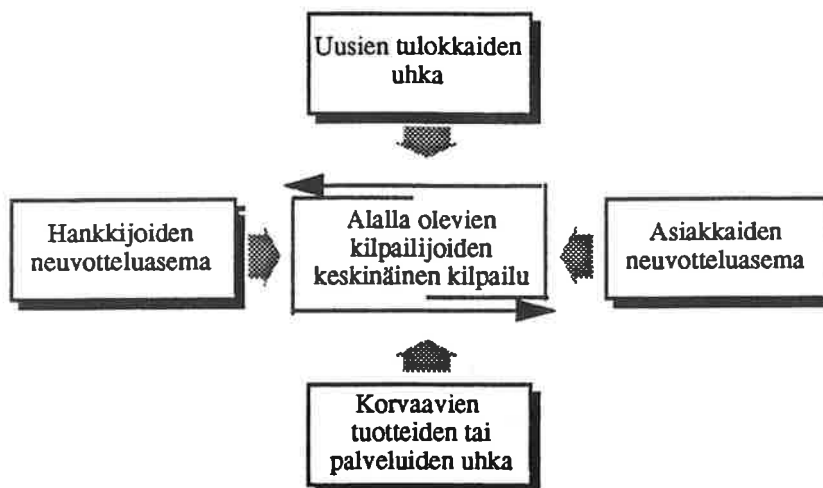 Uusien tulokkaiden
uhka
Hankkijoiden
neuvotteluasema
Alalla olevien
kilpailijoiden
keskinäinen kilpailu
Asiakkaiden
neuvotteluasema
Korvaavien
tuotteiden tai
palveluiden uhka